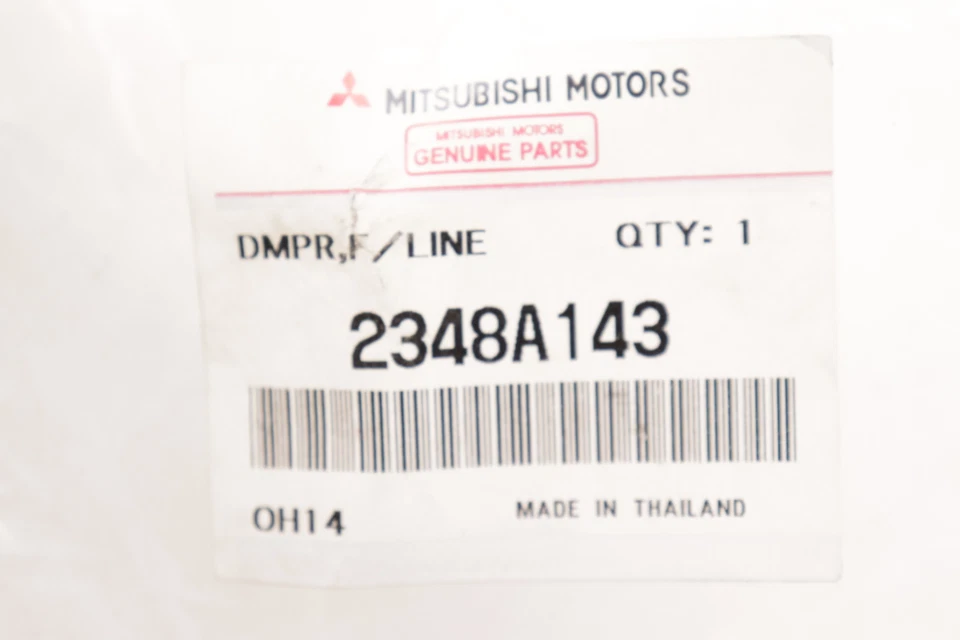 MITSUBISHI MOTORS
MITSUBISHI MOTORS
GENUINE PARTS
DMPR,F/LINE QTY: 1
2348A143
OH14 MADE IN THAILAND